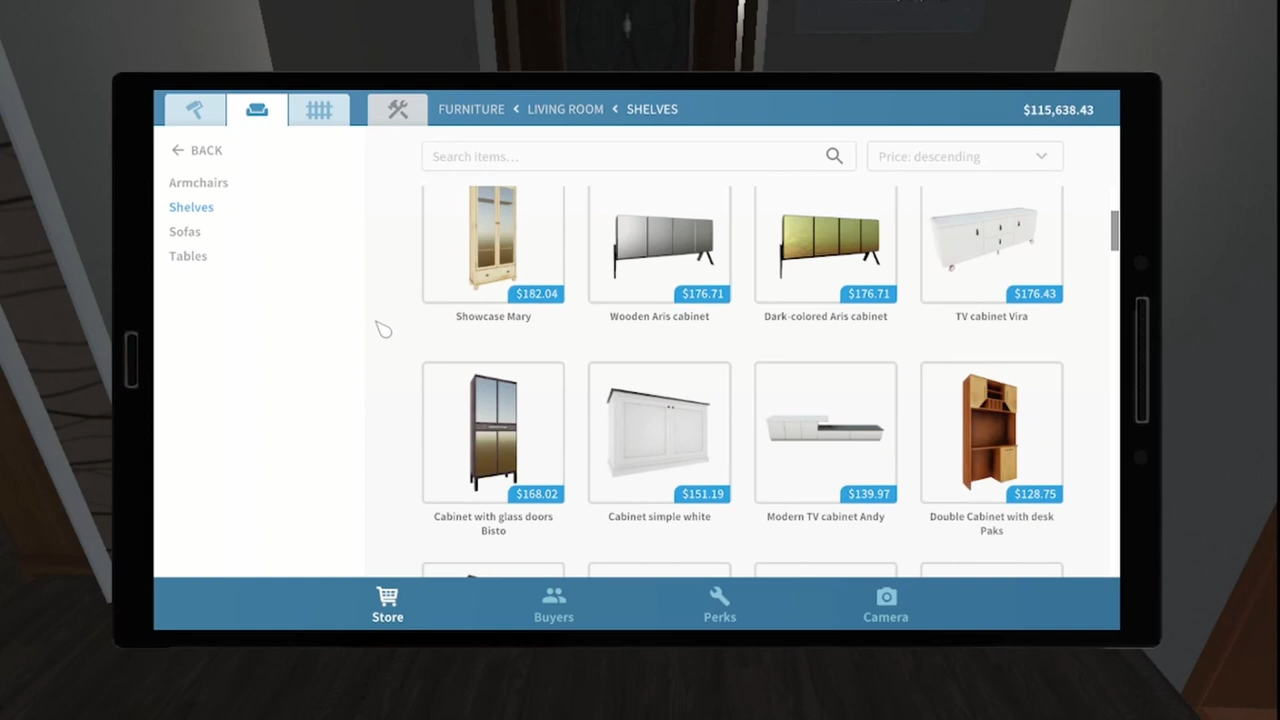 FURNITURE < LIVING ROOM < SHELVES
$115,638.43
BACK
Search items...
Price: descending
Armchairs
Shelves
Sofas
Tables
$182.04
$176.71
$176.71
$176.43
Showcase Mary
Wooden Aris cabinet
Dark-colored Aris cabinet
TV cabinet Vira
$168.02
$151.19
$139.97
$128.75
Cabinet with glass doors
Bisto
Cabinet simple white
Modern TV cabinet Andy
Double Cabinet with desk
Paks
Store
Buyers
Perks
Camera